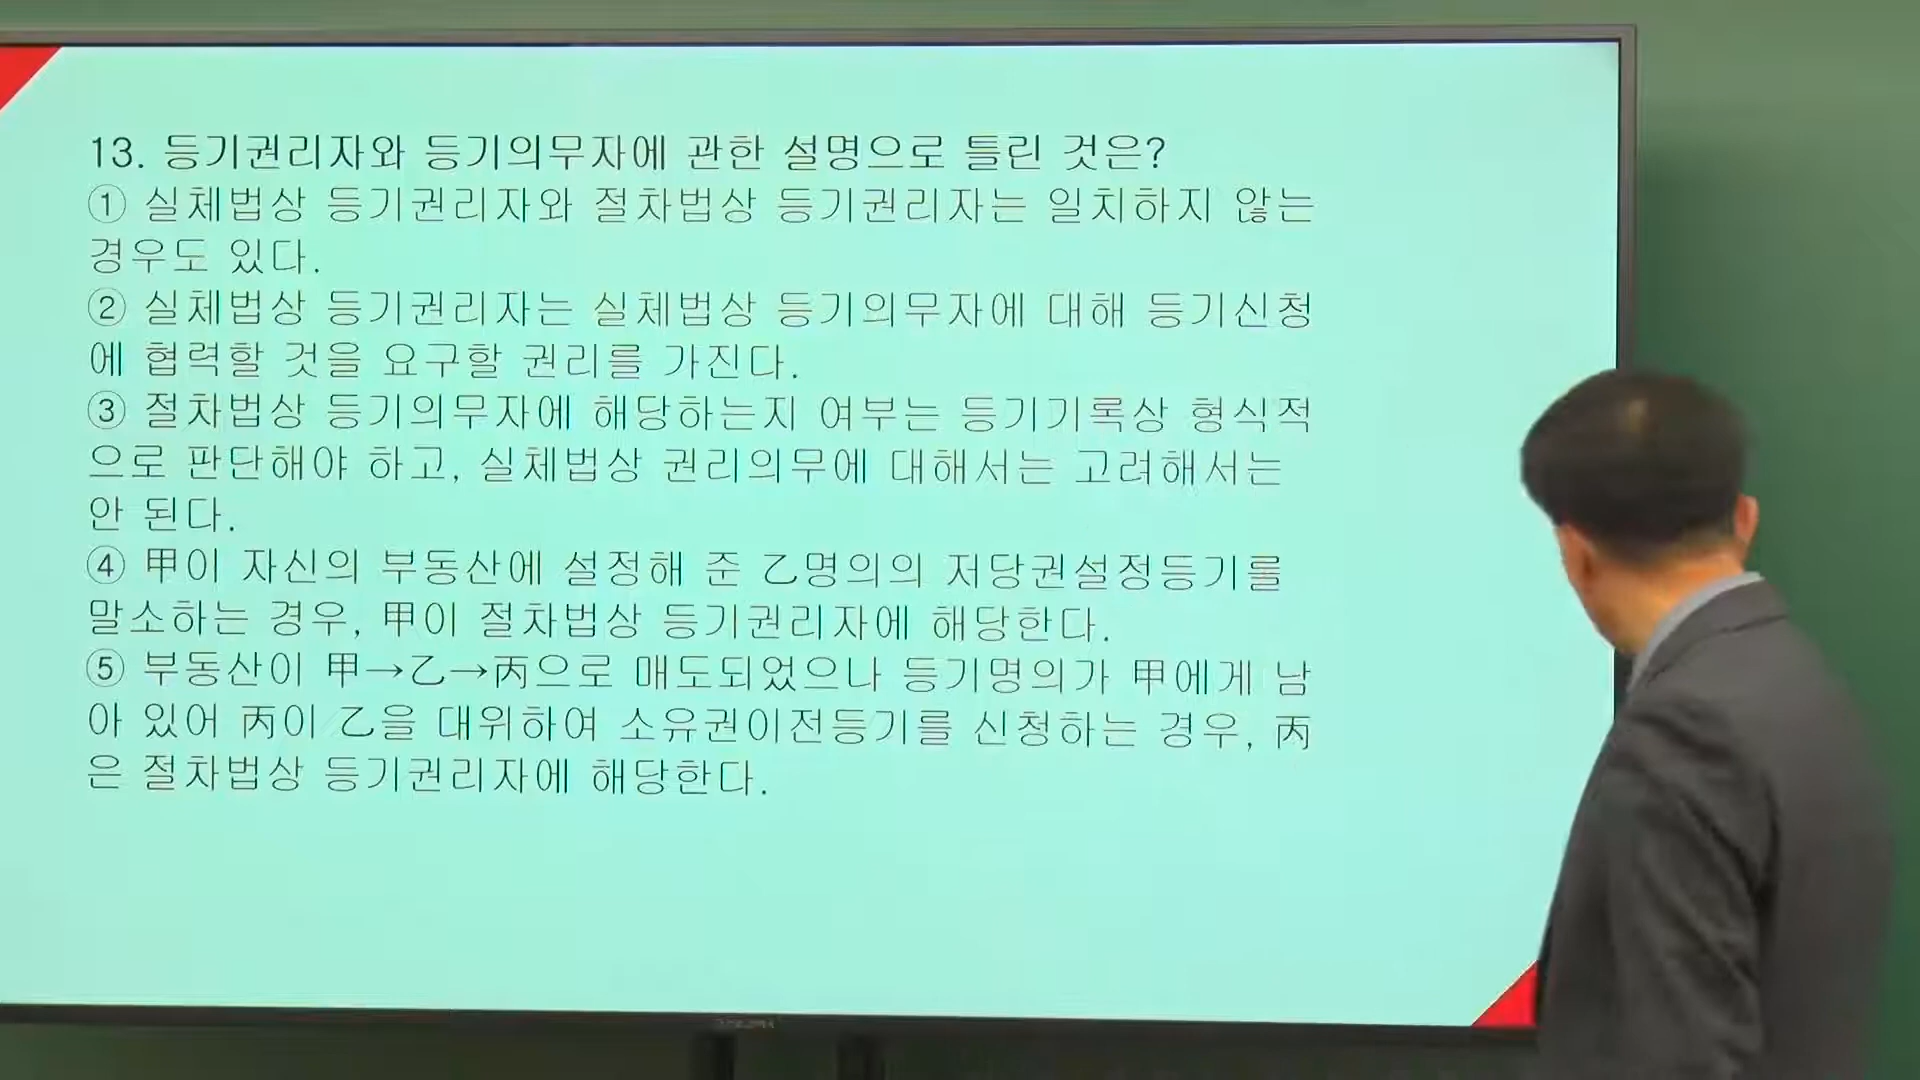 13. 등기권리자와 등기의무자에 관한 설명으로 틀린 것은?
① 실체법상 등기권리자와 절차법상 등기권리자는 일치하지 않는
경우도 있다.
② 실체법상 등기권리자는 실체법상 등기의무자에 대해 등기신청
에 협력할 것을 요구할 권리를 가진다.
③ 절차법상 등기의무자에 해당하는지 여부는 등기기록상 형식적
으로 판단해야 하고, 실체법상 권리의무에 대해서는 고려해서는
안 된다.
④ 甲이 자신의 부동산에 설정해 준 乙명의의 저당권설정등기를
말소하는 경우, 甲이 절차법상 등기권리자에 해당한다.
⑤ 부동산이 甲→乙→丙으로 매도되었으나 등기명의가 甲에게 남
아 있어 丙이 乙을 대위하여 소유권이전등기를 신청하는 경우, 丙
은 절차법상 등기권리자에 해당한다.